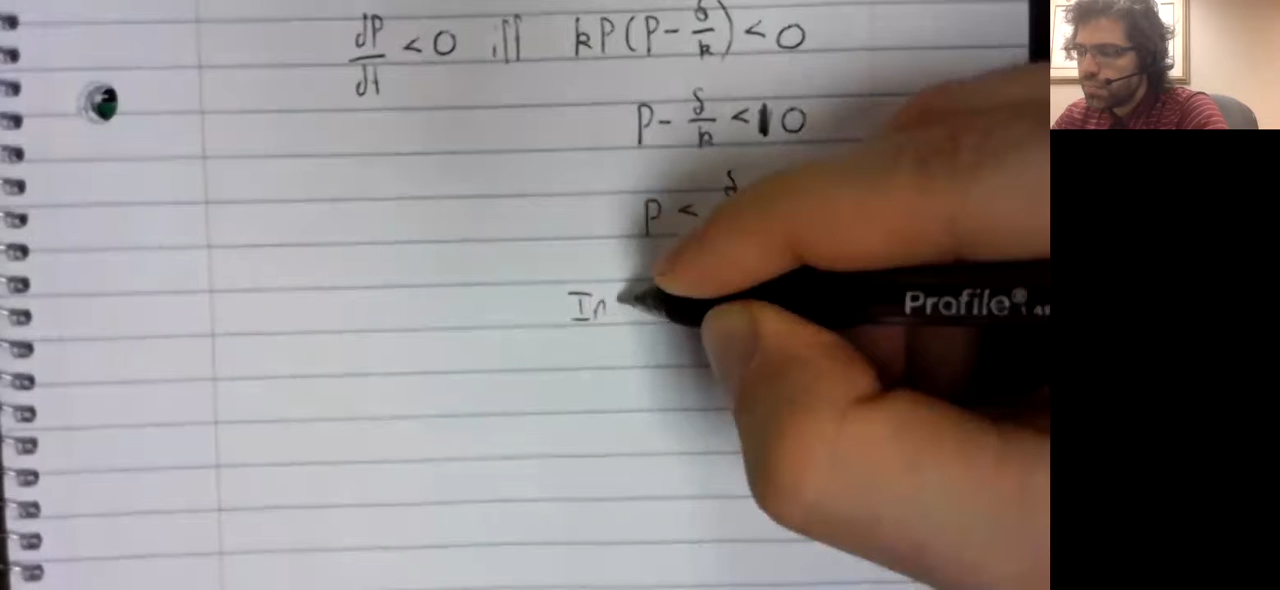 dP/dt < 0 iff kP(P - δ/k) < 0
P - δ/k < 0
P < δ
In
Profile®